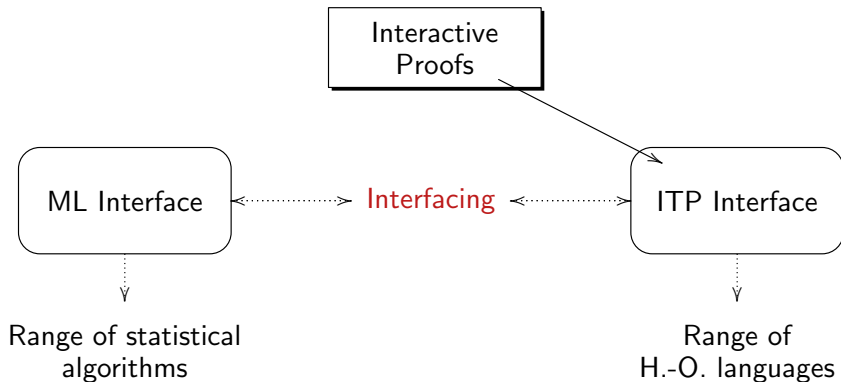 Interactive
Proofs
ML Interface
Interfacing
ITP Interface
Range of statistical
algorithms
Range of
H.-O. languages